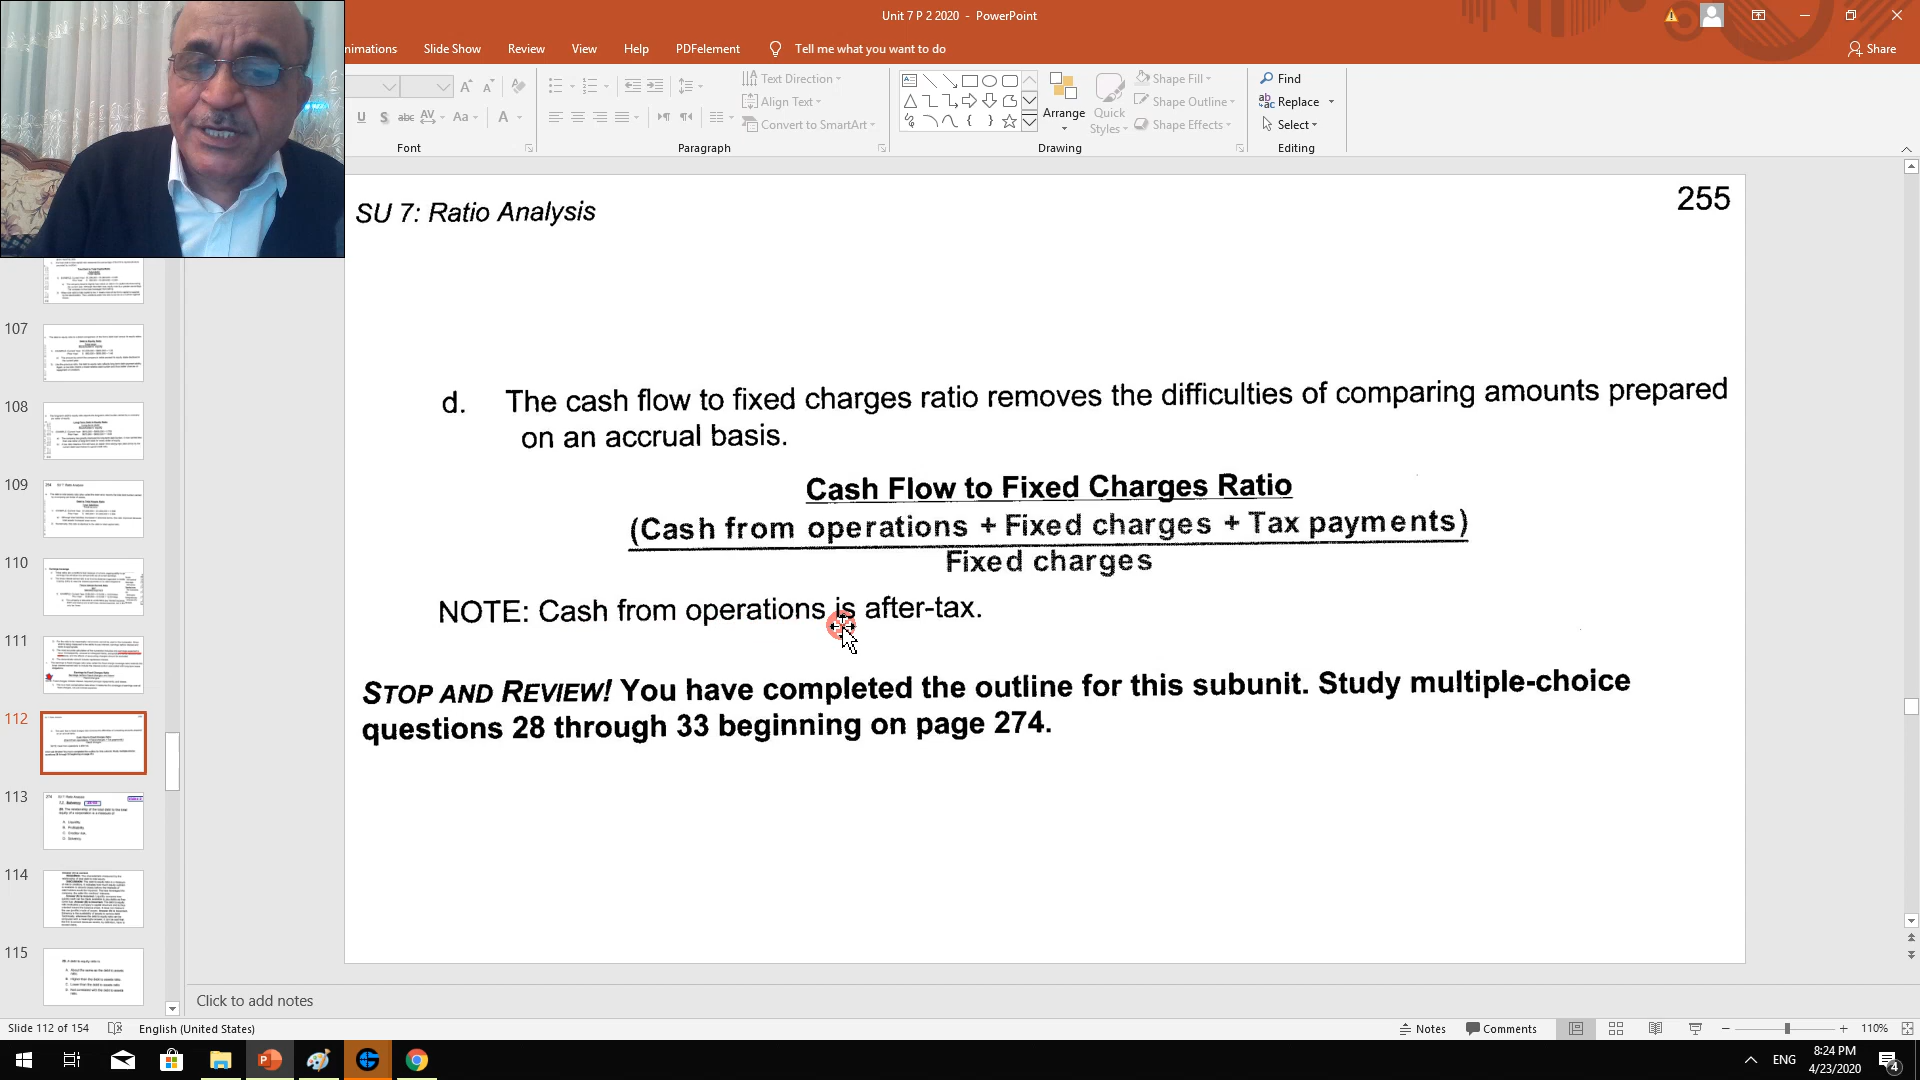 Unit 7 P 2 2020 - PowerPoint
nimations Slide Show Review View Help PDFelement Tell me what you want to do Share
Text Direction
Align Text
Convert to SmartArt
Arrange
Quick Styles
Shape Fill
Shape Outline
Shape Effects
Find
Replace
Select
Font Paragraph Drawing Editing
SU 7: Ratio Analysis 255
d. The cash flow to fixed charges ratio removes the difficulties of comparing amounts prepared
on an accrual basis.
Cash Flow to Fixed Charges Ratio
(Cash from operations + Fixed charges + Tax payments)
Fixed charges
NOTE: Cash from operations is after-tax.
STOP AND REVIEW! You have completed the outline for this subunit. Study multiple-choice
questions 28 through 33 beginning on page 274.
107
108
109
110
111
112
113
114
115
Click to add notes
Slide 112 of 154 English (United States) Notes Comments 110%
ENG 8:24 PM
4/23/2020 4